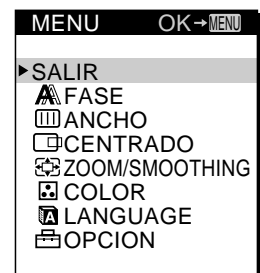 MENU OK→MENU
SALIR
FASE
ANCHO
CENTRADO
ZOOM/SMOOTHING
COLOR
LANGUAGE
OPCION